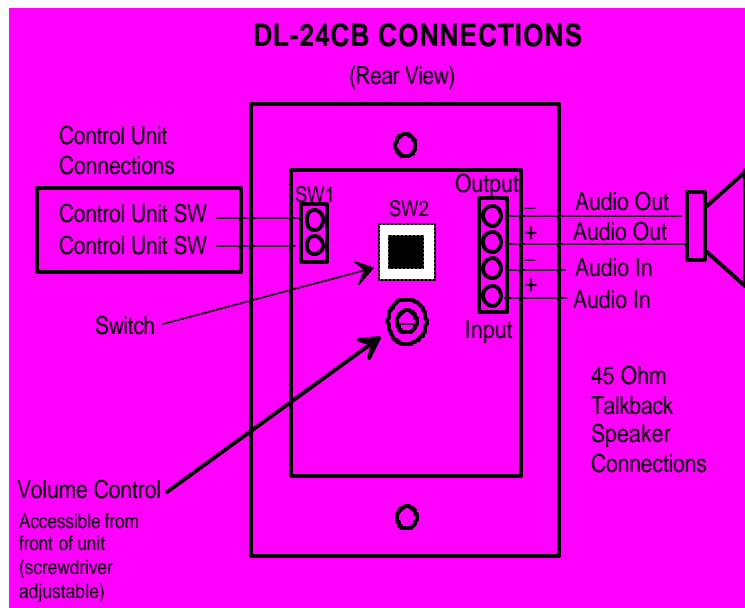 DL-24CB CONNECTIONS
(Rear View)
Control Unit
Connections
Control Unit SW
Control Unit SW
SW1
SW2
Output
–
+
–
+
Input
Audio Out
Audio Out
Audio In
Audio In
Switch
45 Ohm
Talkback
Speaker
Connections
Volume Control
Accessible from
front of unit
(screwdriver
adjustable)